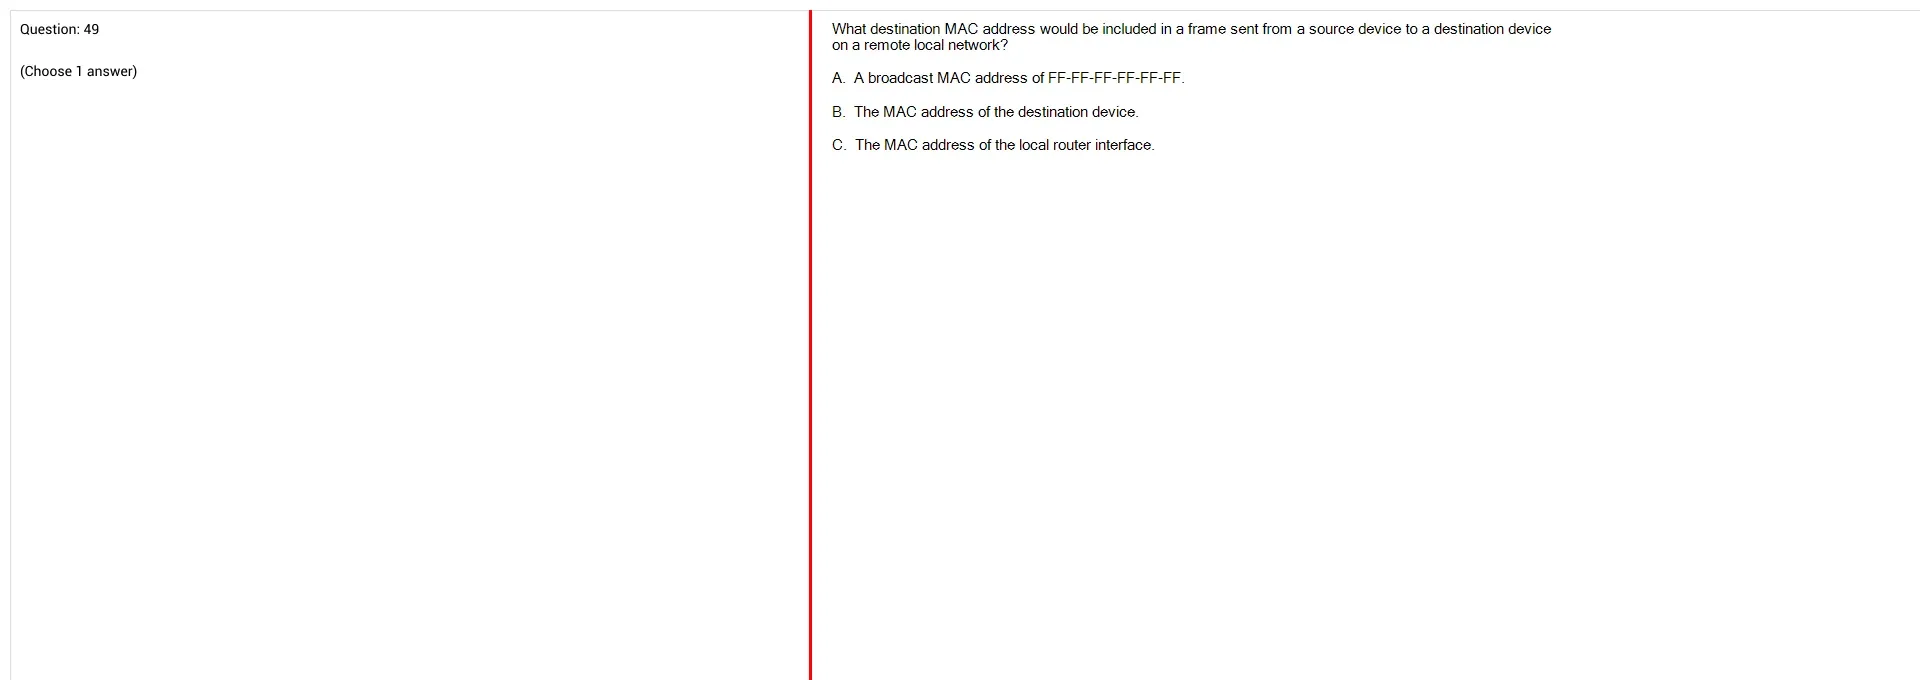 Question: 49
(Choose 1 answer)
What destination MAC address would be included in a frame sent from a source device to a destination device
on a remote local network?
A. A broadcast MAC address of FF-FF-FF-FF-FF-FF.
B. The MAC address of the destination device.
C. The MAC address of the local router interface.